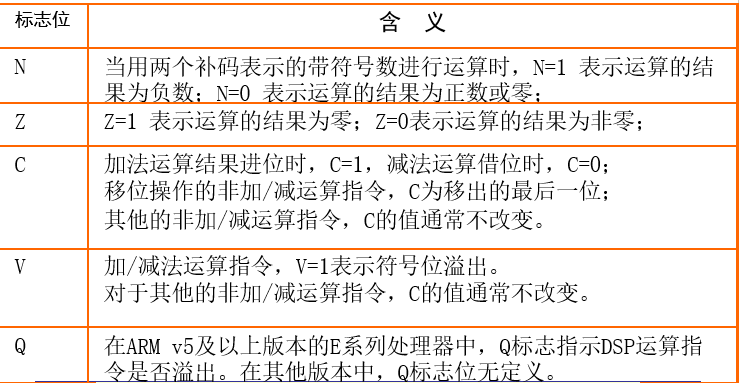 标志位 含 义
N 当用两个补码表示的带符号数进行运算时，N=1 表示运算的结
果为负数；N=0 表示运算的结果为正数或零；
Z Z=1 表示运算的结果为零；Z=0表示运算的结果为非零；
C 加法运算结果进位时，C=1，减法运算借位时，C=0；
移位操作的非加/减运算指令，C为移出的最后一位；
其他的非加/减运算指令，C的值通常不改变。
V 加/减法运算指令，V=1表示符号位溢出。
对于其他的非加/减运算指令，C的值通常不改变。
Q 在ARM v5及以上版本的E系列处理器中，Q标志指示DSP运算指
令是否溢出。在其他版本中，Q标志位无定义。